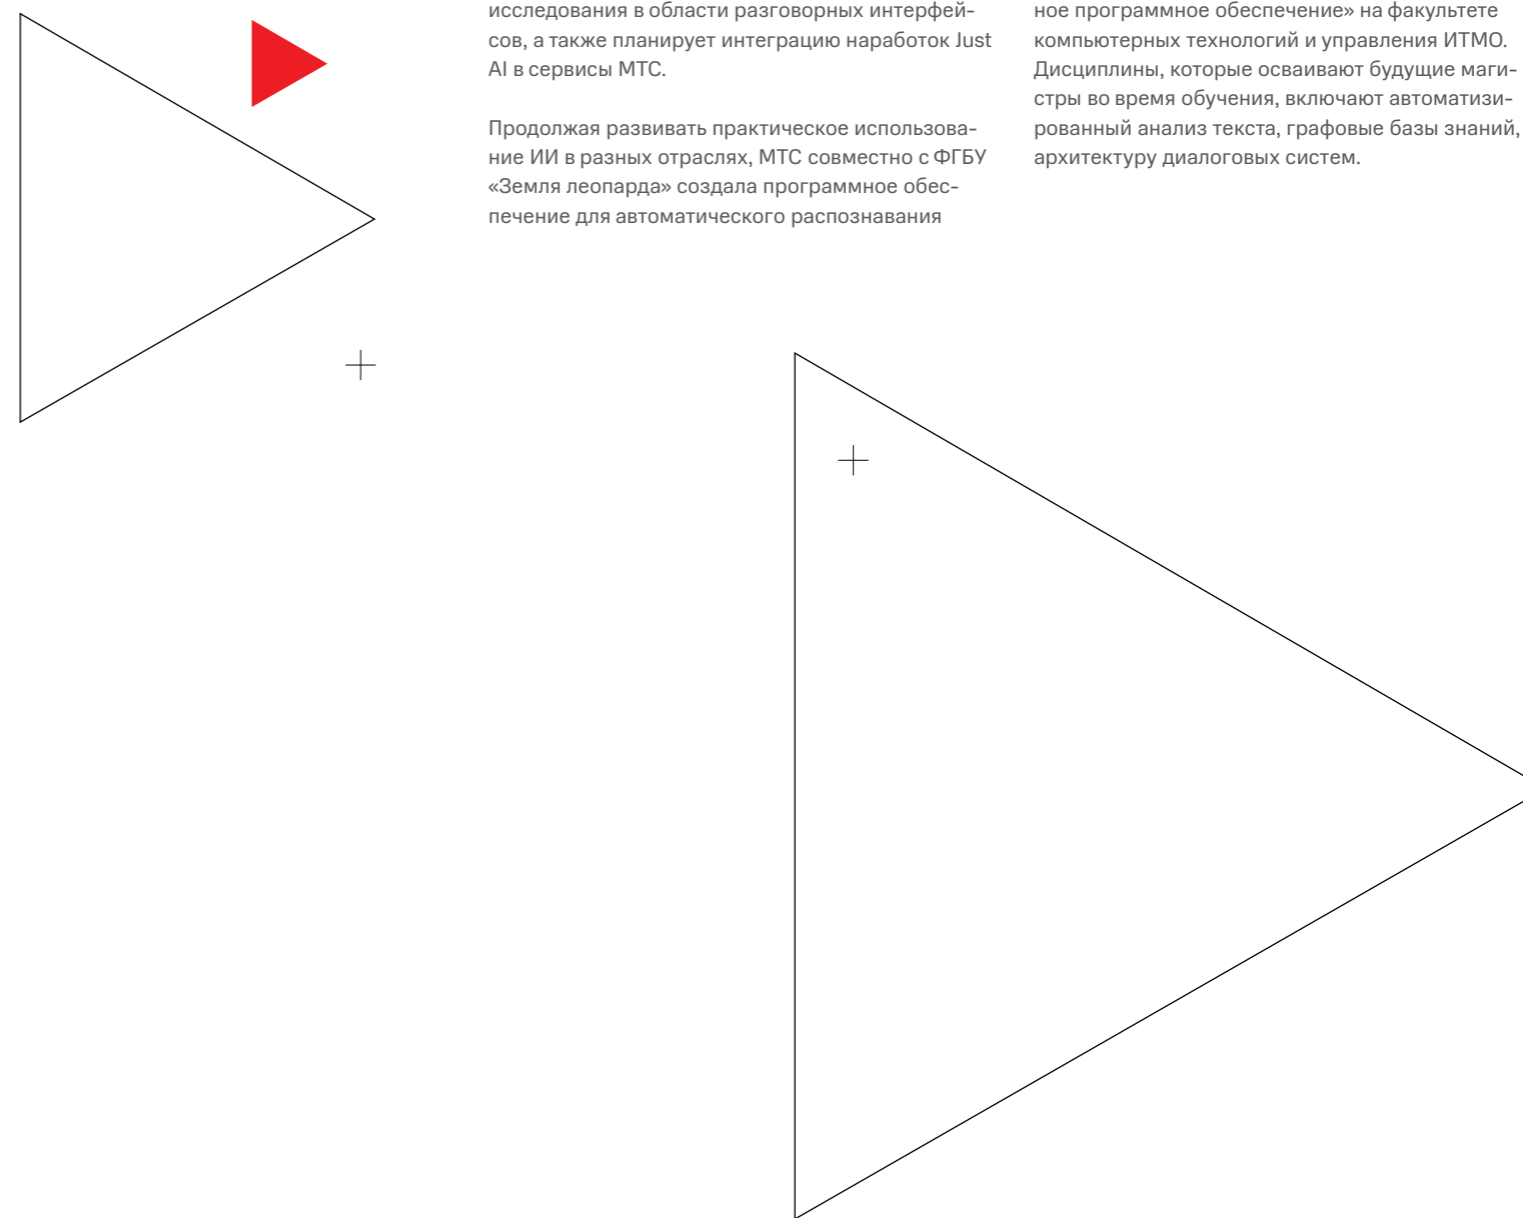 исследования в области разговорных интерфей-
сов, а также планирует интеграцию наработок Just
AI в сервисы МТС.
Продолжая развивать практическое использова-
ние ИИ в разных отраслях, МТС совместно с ФГБУ
«Земля леопарда» создала программное обес-
печение для автоматического распознавания
ное программное обеспечение» на факультете
компьютерных технологий и управления ИТМО.
Дисциплины, которые осваивают будущие маги-
стры во время обучения, включают автоматизи-
рованный анализ текста, графовые базы знаний,
архитектуру диалоговых систем.